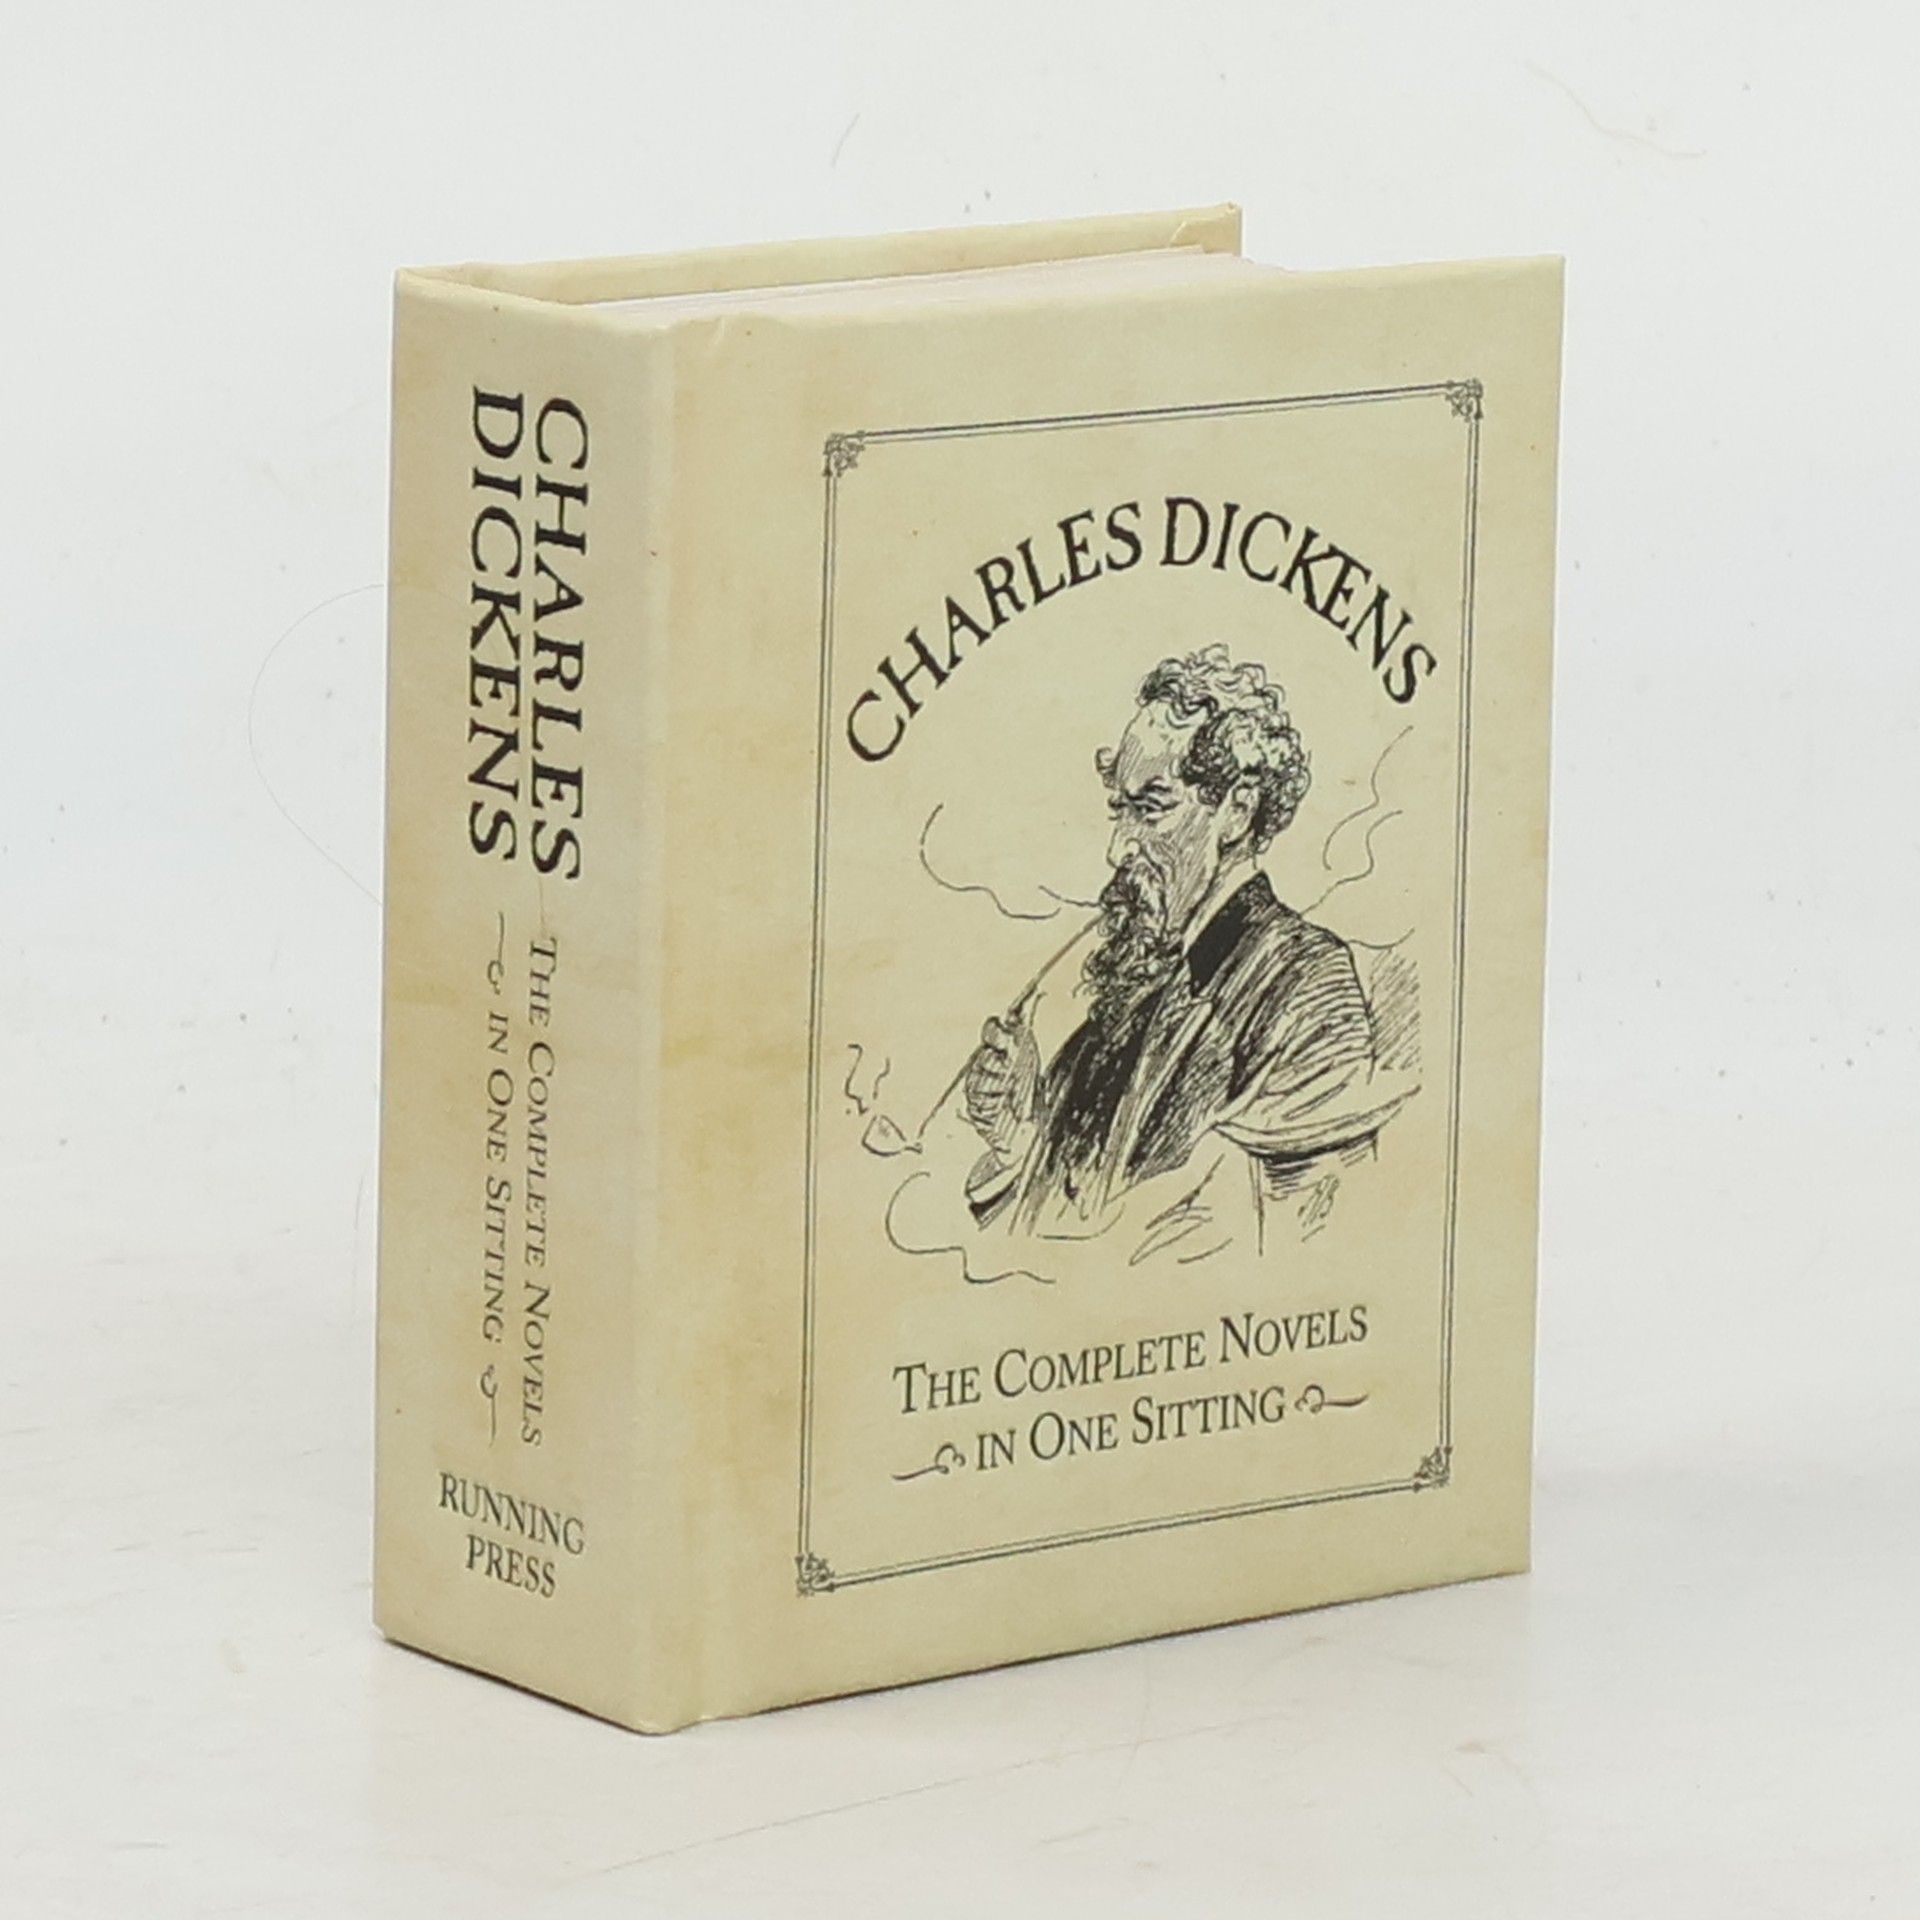 CHARLES
DICKENS
THE COMPLETE NOVELS
IN ONE SITTING
RUNNING
PRESS
CHARLES DICKENS
THE COMPLETE NOVELS
IN ONE SITTING